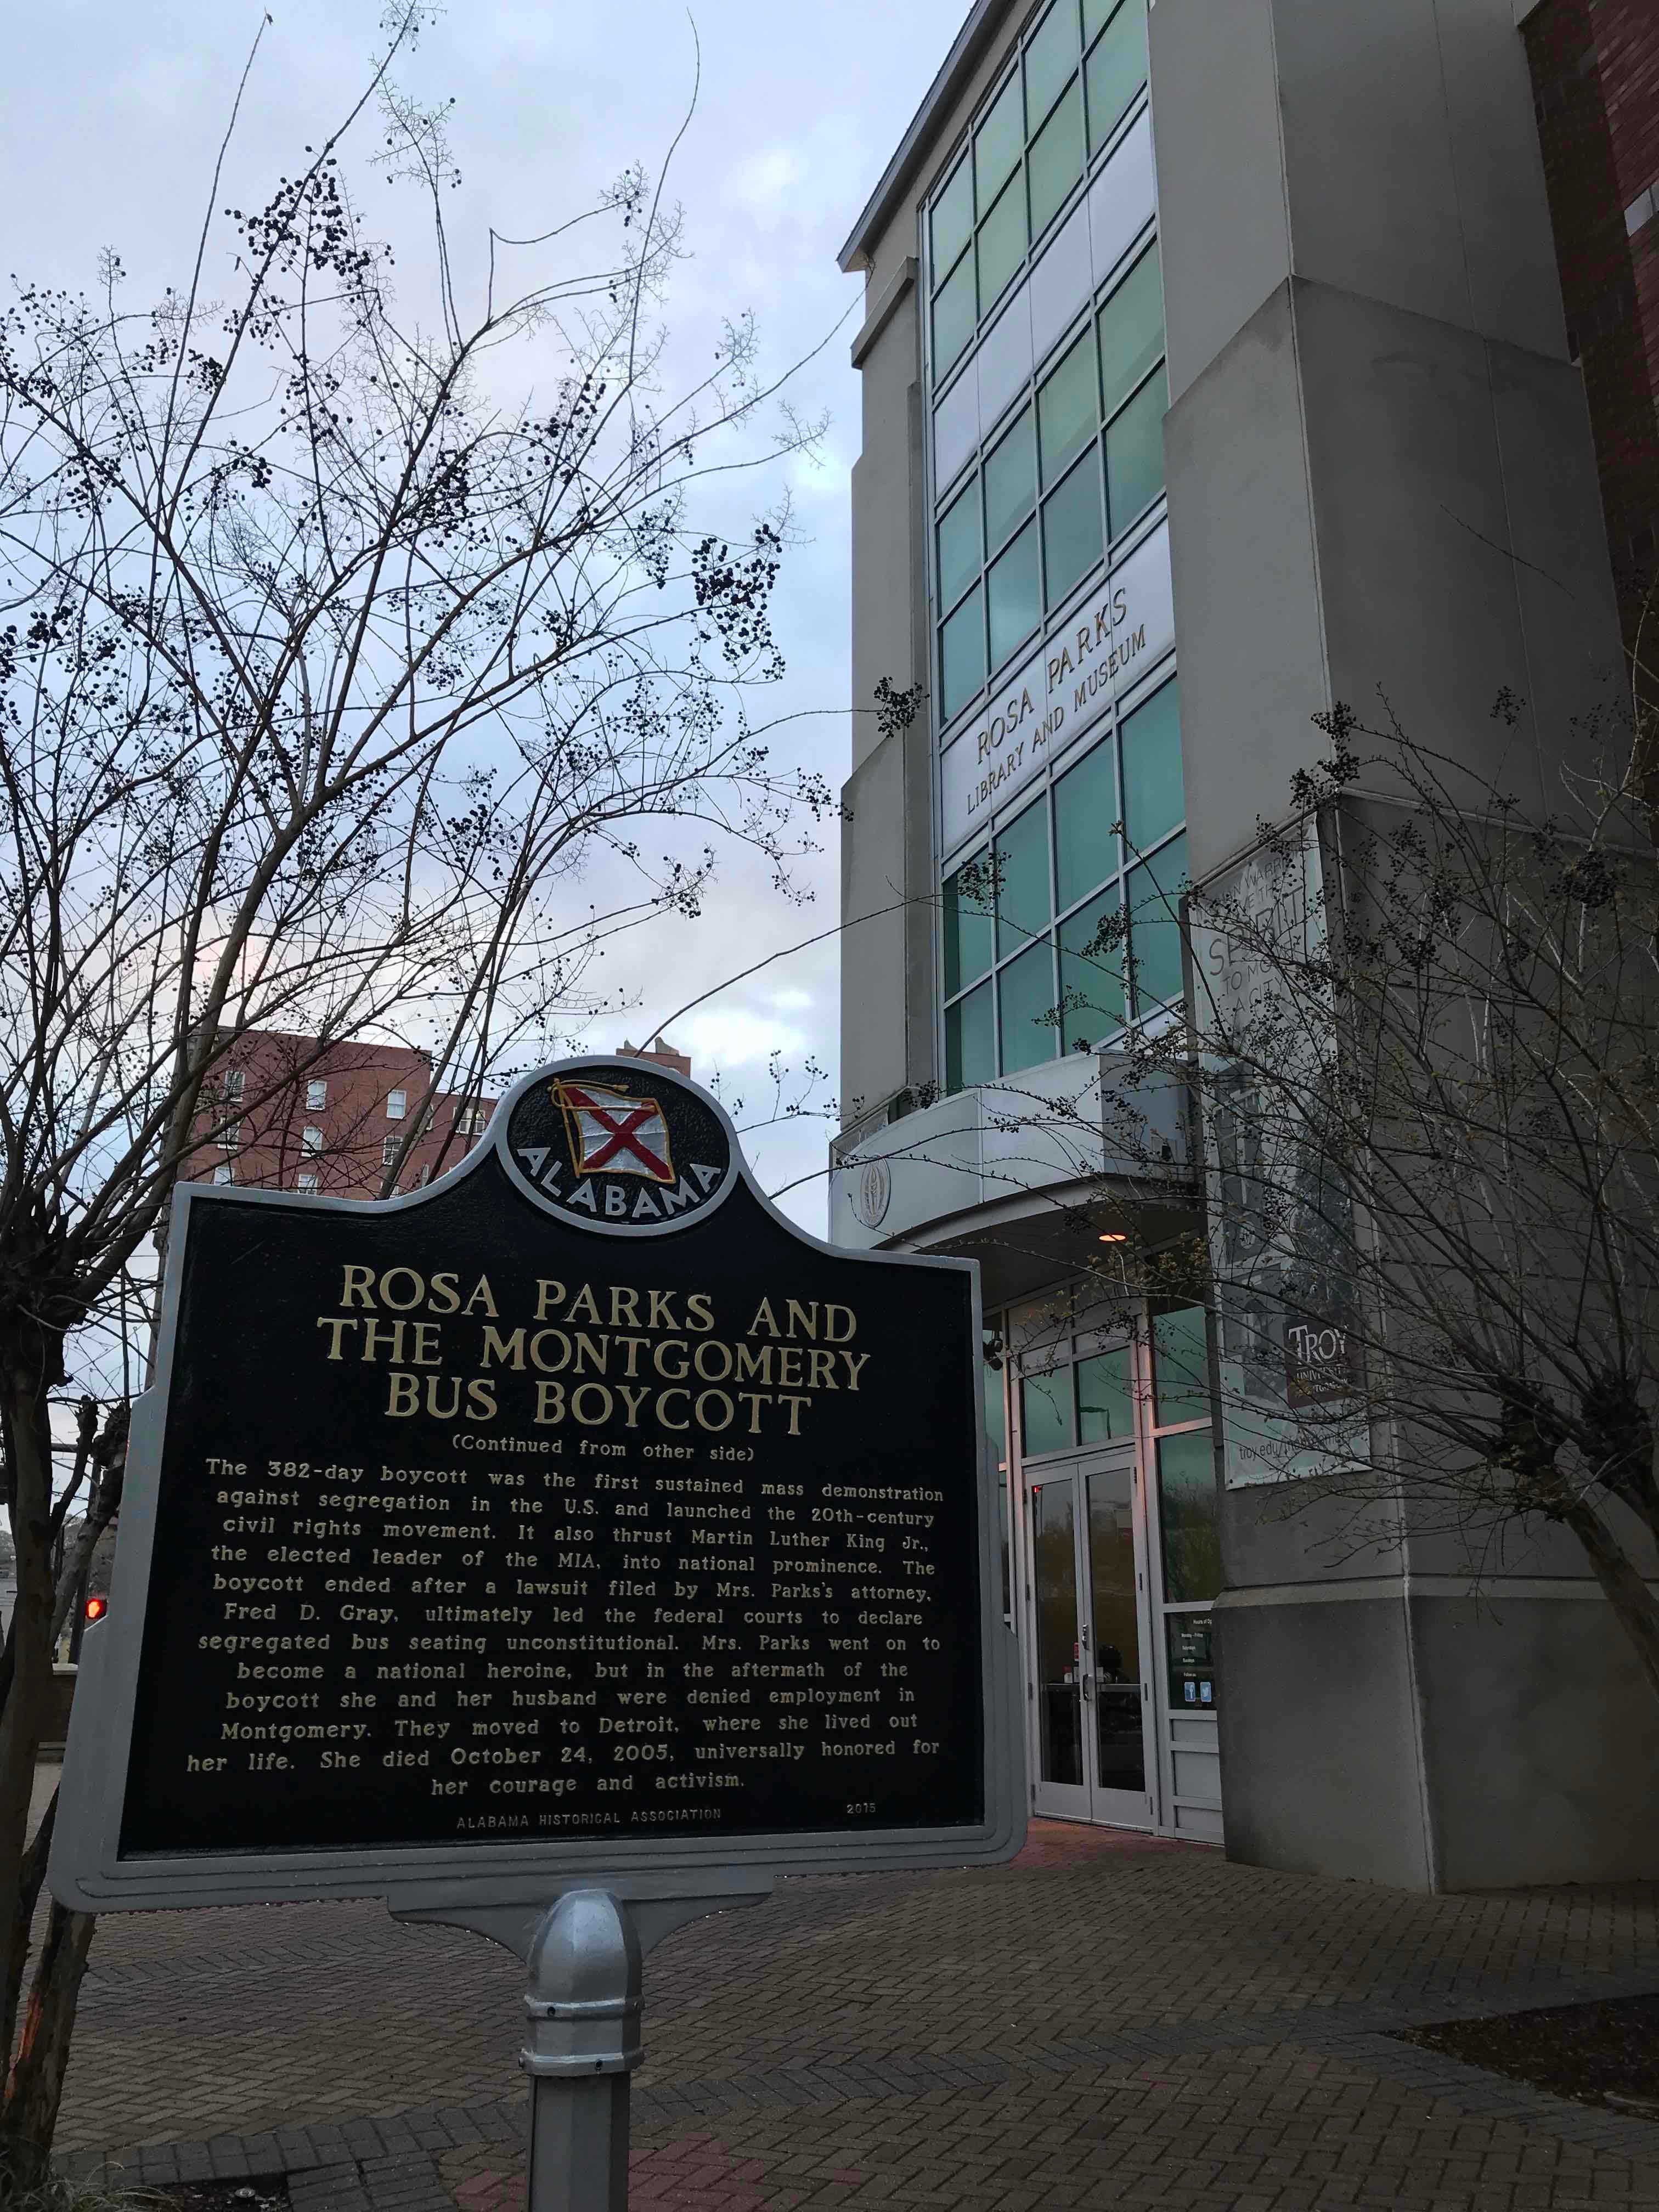 ROSA PARKS
LIBRARY AND MUSEUM
TROY
UNIVERSITY
ALABAMA
ROSA PARKS AND
THE MONTGOMERY
BUS BOYCOTT
(Continued from other side)
The 382-day boycott was the first sustained mass demonstration
against segregation in the U.S. and launched the 20th-century
civil rights movement. It also thrust Martin Luther King Jr.,
the elected leader of the MIA, into national prominence. The
boycott ended after a lawsuit filed by Mrs. Parks's attorney,
Fred D. Gray, ultimately led the federal courts to declare
segregated bus seating unconstitutional. Mrs. Parks went on to
become a national heroine, but in the aftermath of the
boycott she and her husband were denied employment in
Montgomery. They moved to Detroit, where she lived out
her life. She died October 24, 2005, universally honored for
her courage and activism.
ALABAMA HISTORICAL ASSOCIATION 2015